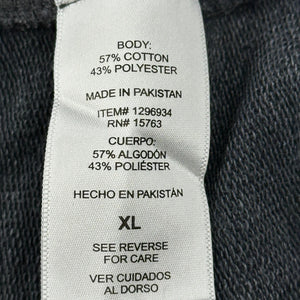 BODY:
57% COTTON
43% POLYESTER
MADE IN PAKISTAN
ITEM# 1296934
RN# 15763
CUERPO:
57% ALGODÓN
43% POLIÉSTER
HECHO EN PAKISTÁN
XL
SEE REVERSE
FOR CARE
VER CUIDADOS
AL DORSO